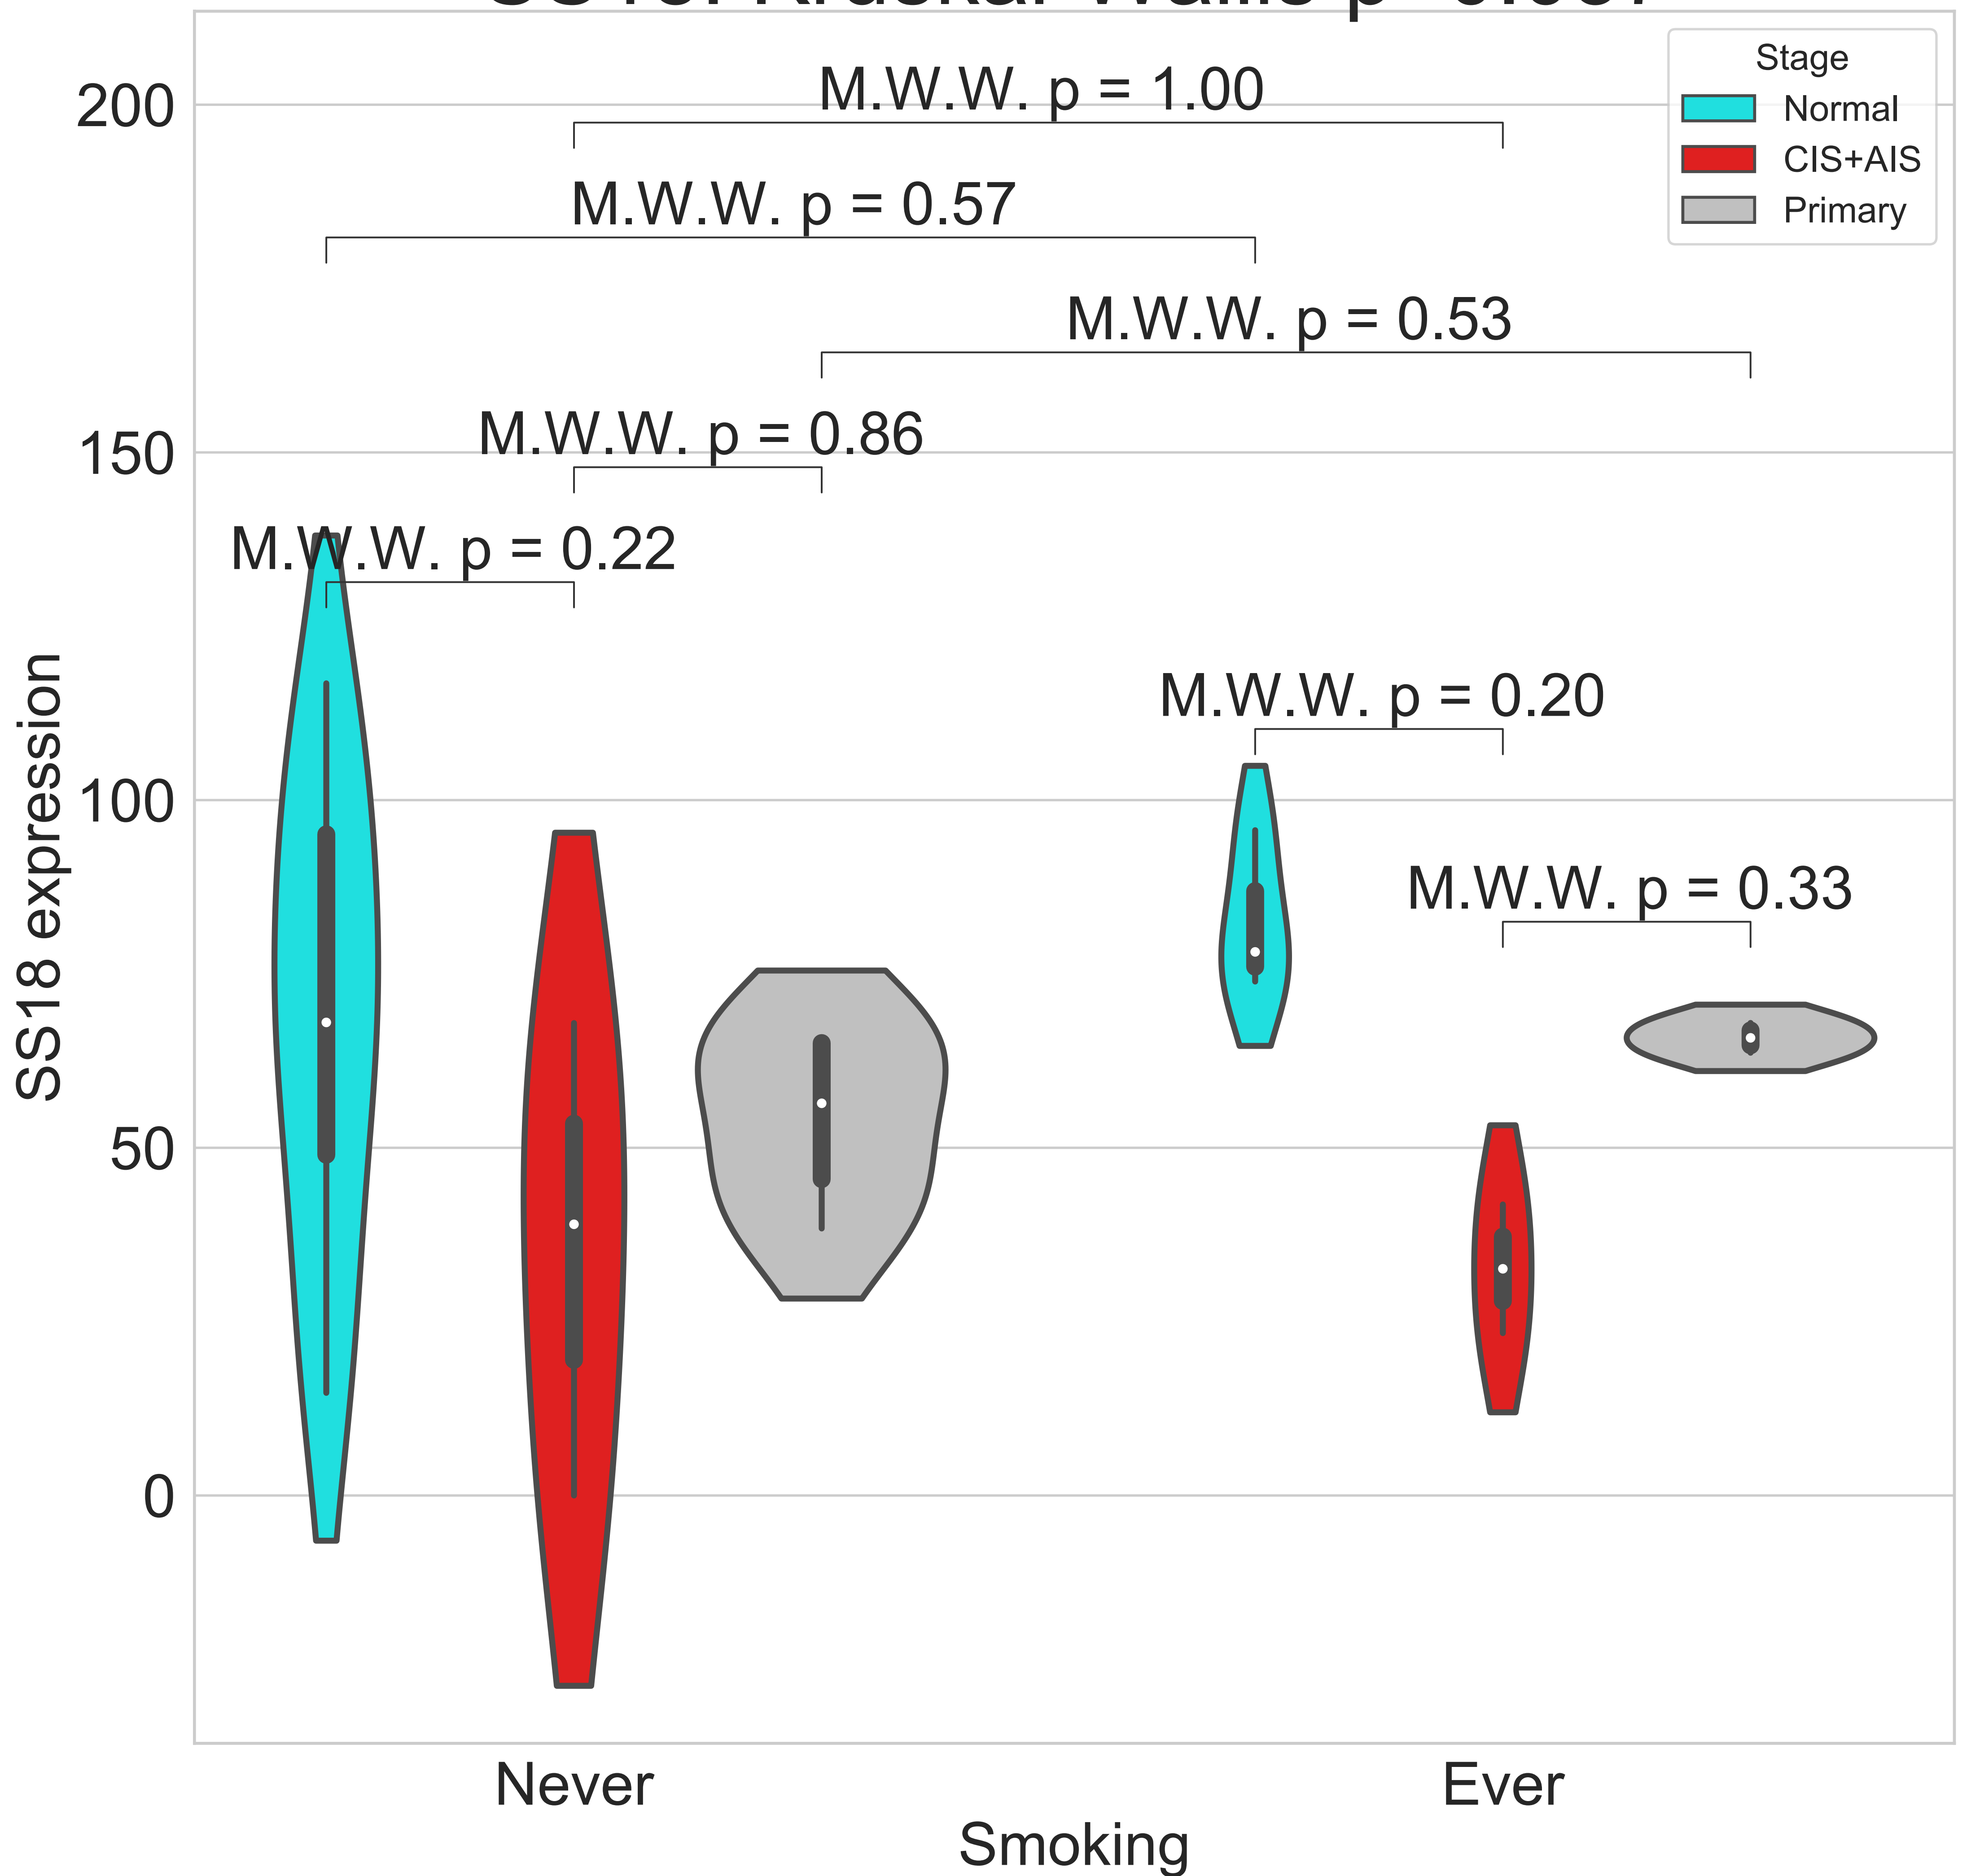 Stage
Normal
CIS+AIS
Primary
M.W.W. p = 1.00
M.W.W. p = 0.57
M.W.W. p = 0.53
M.W.W. p = 0.86
M.W.W. p = 0.22
M.W.W. p = 0.20
M.W.W. p = 0.33
SS18 expression
200
150
100
50
0
Never
Ever
Smoking